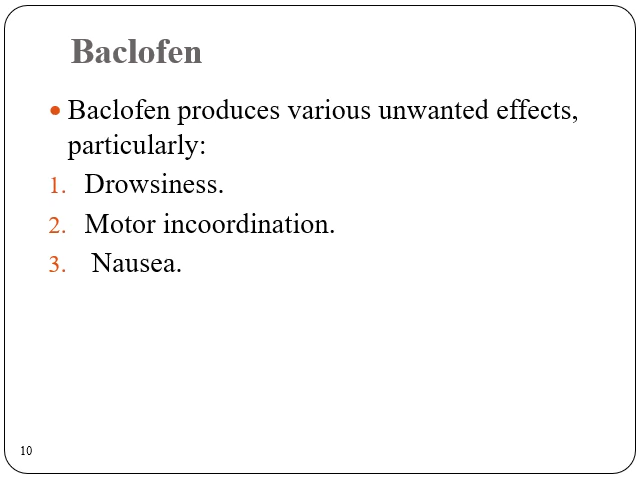 Baclofen
• Baclofen produces various unwanted effects,
particularly:
1. Drowsiness.
2. Motor incoordination.
3. Nausea.
10